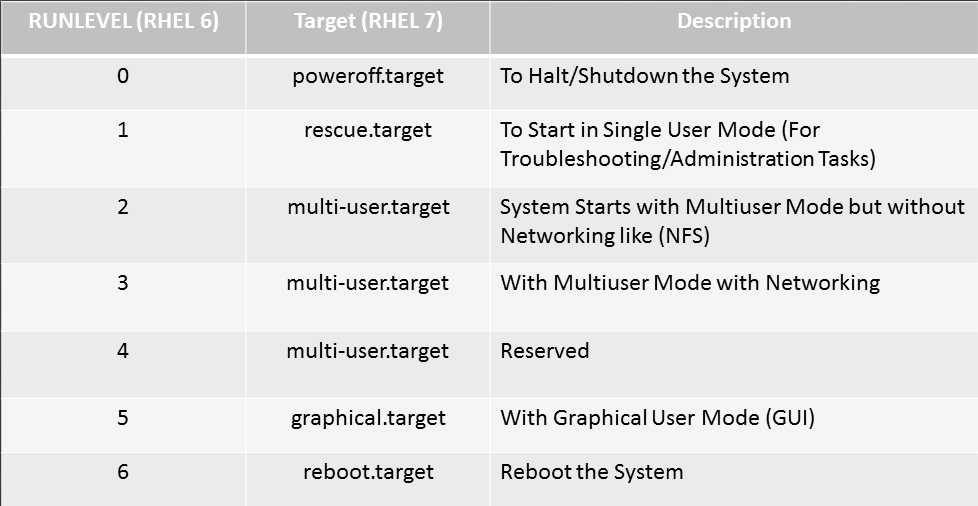 RUNLEVEL (RHEL 6) Target (RHEL 7) Description
0 poweroff.target To Halt/Shutdown the System
1 rescue.target To Start in Single User Mode (For
Troubleshooting/Administration Tasks)
2 multi-user.target System Starts with Multiuser Mode but without
Networking like (NFS)
3 multi-user.target With Multiuser Mode with Networking
4 multi-user.target Reserved
5 graphical.target With Graphical User Mode (GUI)
6 reboot.target Reboot the System